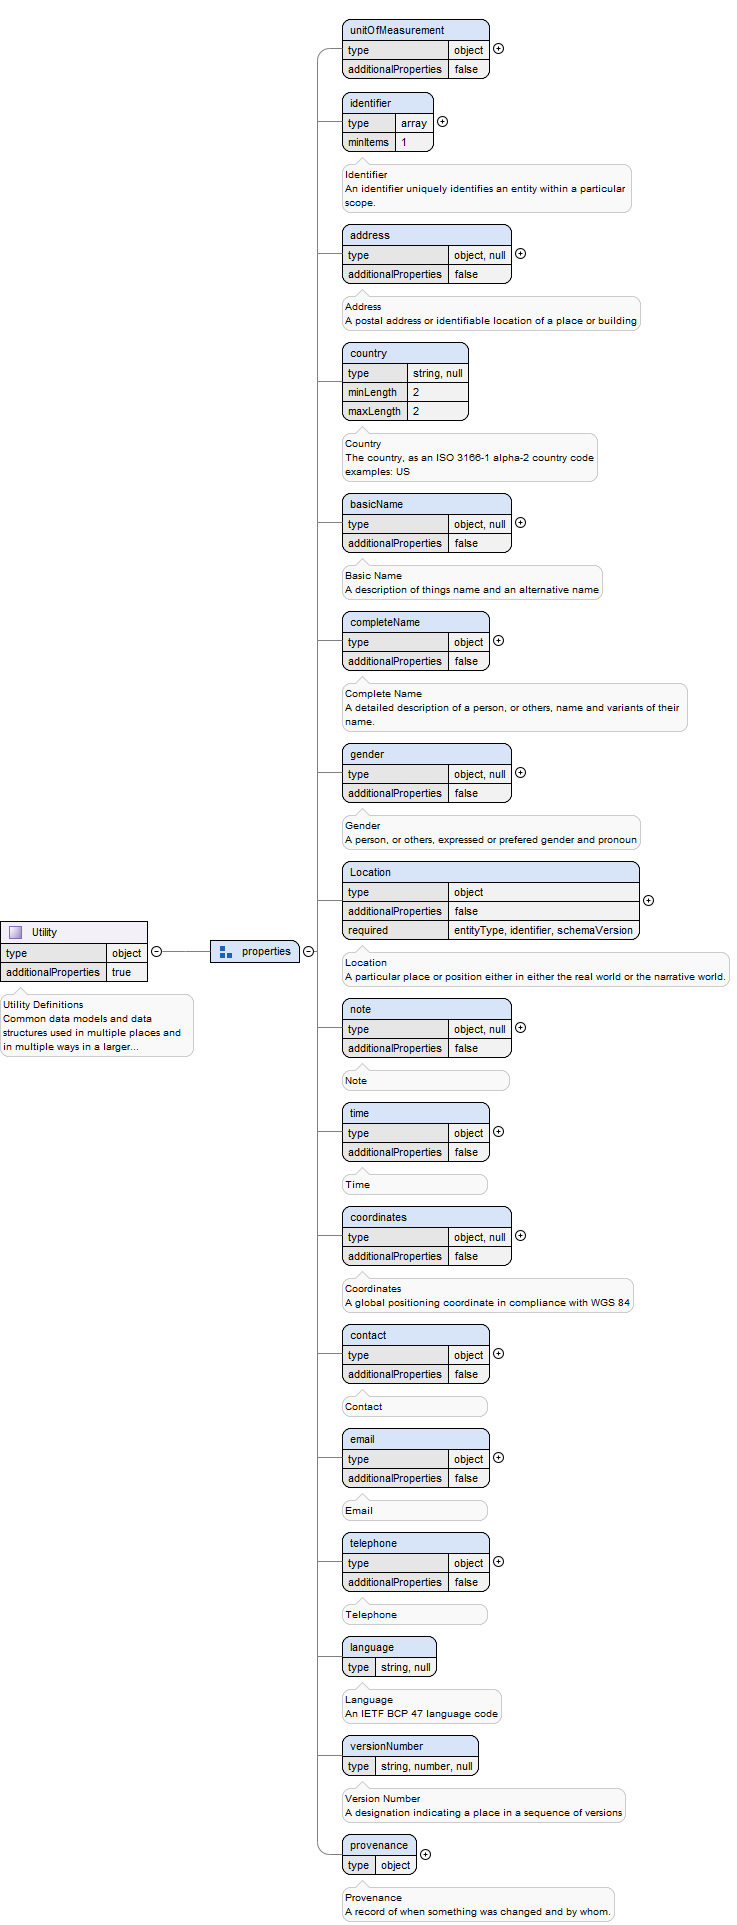 unitOfMeasurement
type object
additionalProperties false
identifier
type array
minItems 1
Identifier
An identifier uniquely identifies an entity within a particular
scope.
address
type object, null
additionalProperties false
Address
A postal address or identifiable location of a place or building
country
type string, null
minLength 2
maxLength 2
Country
The country, as an ISO 3166-1 alpha-2 country code
examples: US
basicName
type object, null
additionalProperties false
Basic Name
A description of things name and an alternative name
completeName
type object
additionalProperties false
Complete Name
A detailed description of a person, or others, name and variants of their
name.
gender
type object, null
additionalProperties false
Gender
A person, or others, expressed or prefered gender and pronoun
Location
type object
additionalProperties false
required entityType, identifier, schemaVersion
Location
A particular place or position either in either the real world or the narrative world.
Utility
type object
additionalProperties true
Utility Definitions
Common data models and data
structures used in multiple places and
in multiple ways in a larger...
properties
note
type object, null
additionalProperties false
Note
time
type object
additionalProperties false
Time
coordinates
type object, null
additionalProperties false
Coordinates
A global positioning coordinate in compliance with WGS 84
contact
type object
additionalProperties false
Contact
email
type object
additionalProperties false
Email
telephone
type object
additionalProperties false
Telephone
language
type string, null
Language
An IETF BCP 47 language code
versionNumber
type string, number, null
Version Number
A designation indicating a place in a sequence of versions
provenance
type object
Provenance
A record of when something was changed and by whom.